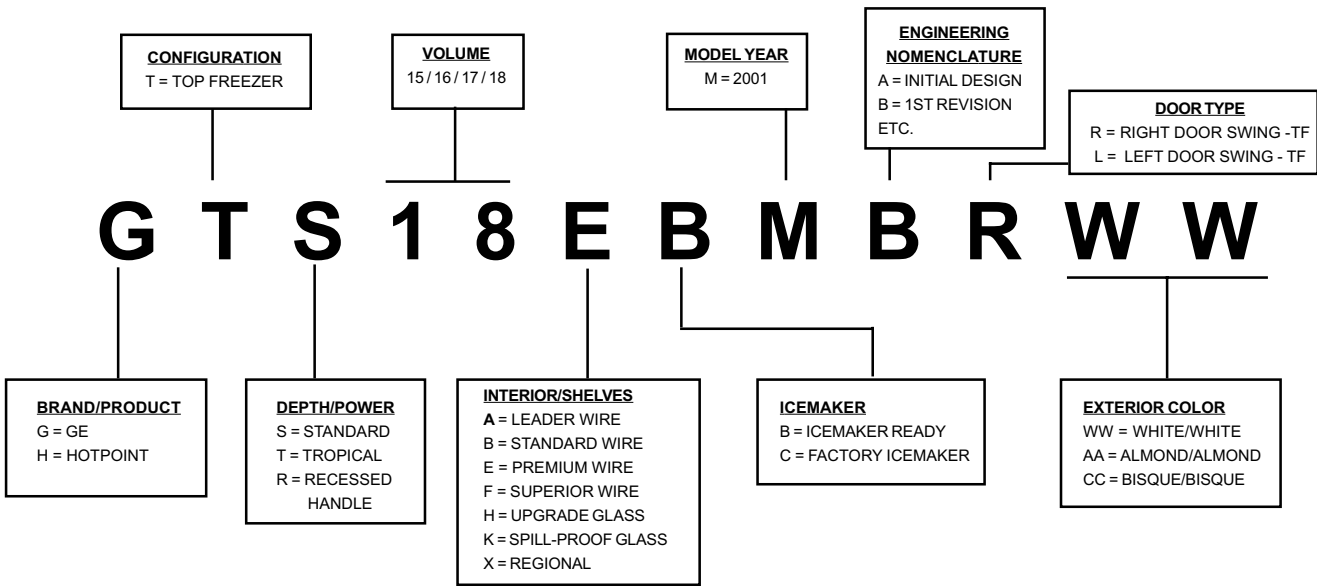 CONFIGURATION
T = TOP FREEZER
VOLUME
15 / 16 / 17 / 18
MODEL YEAR
M = 2001
ENGINEERING
NOMENCLATURE
A = INITIAL DESIGN
B = 1ST REVISION
ETC.
DOOR TYPE
R = RIGHT DOOR SWING -TF
L = LEFT DOOR SWING - TF
G T S 1 8 E B M B R W W
BRAND/PRODUCT
G = GE
H = HOTPOINT
DEPTH/POWER
S = STANDARD
T = TROPICAL
R = RECESSED
HANDLE
INTERIOR/SHELVES
A = LEADER WIRE
B = STANDARD WIRE
E = PREMIUM WIRE
F = SUPERIOR WIRE
H = UPGRADE GLASS
K = SPILL-PROOF GLASS
X = REGIONAL
ICEMAKER
B = ICEMAKER READY
C = FACTORY ICEMAKER
EXTERIOR COLOR
WW = WHITE/WHITE
AA = ALMOND/ALMOND
CC = BISQUE/BISQUE